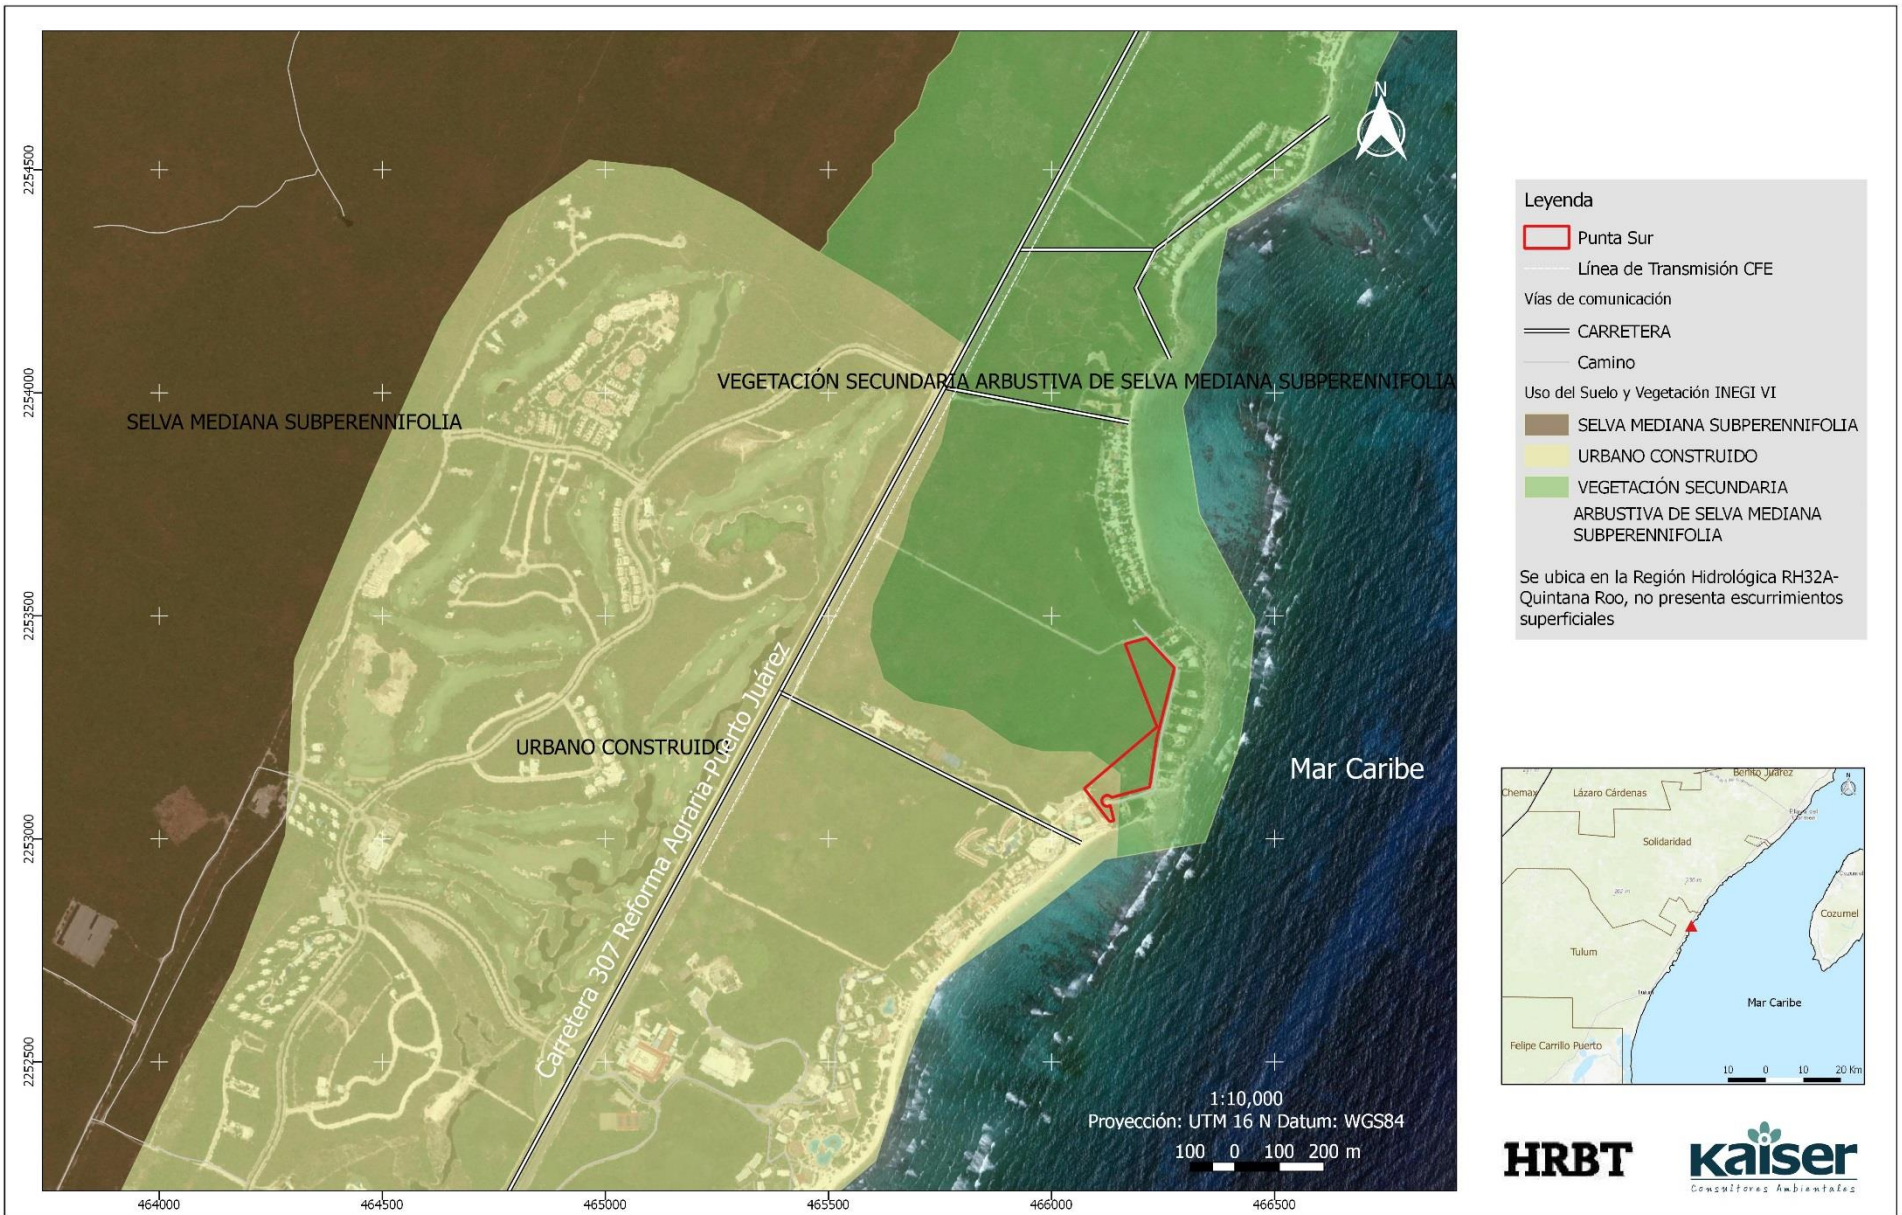 N
2254500
2254000
2253500
2253000
2252500
VEGETACIÓN SECUNDARIA ARBUSTIVA DE SELVA MEDIANA SUBPERENNIFOLIA
SELVA MEDIANA SUBPERENNIFOLIA
URBANO CONSTRUIDO
Carretera 307 Reforma Agraria-Puerto Juárez
Mar Caribe
1:10,000
Proyección: UTM 16 N Datum: WGS84
100 0 100 200 m
464000 464500 465000 465500 466000 466500
Leyenda
Punta Sur
Línea de Transmisión CFE
Vías de comunicación
CARRETERA
Camino
Uso del Suelo y Vegetación INEGI VI
SELVA MEDIANA SUBPERENNIFOLIA
URBANO CONSTRUIDO
VEGETACIÓN SECUNDARIA
ARBUSTIVA DE SELVA MEDIANA
SUBPERENNIFOLIA
Se ubica en la Región Hidrológica RH32A-
Quintana Roo, no presenta escurrimientos
superficiales
Benito Juárez
N
Chemax
Lázaro Cárdenas
Solidaridad
Cozumel
Tulum
Mar Caribe
Felipe Carrillo Puerto
10 0 10 20 Km
HRBT
Kaiser
Consultores Ambientales